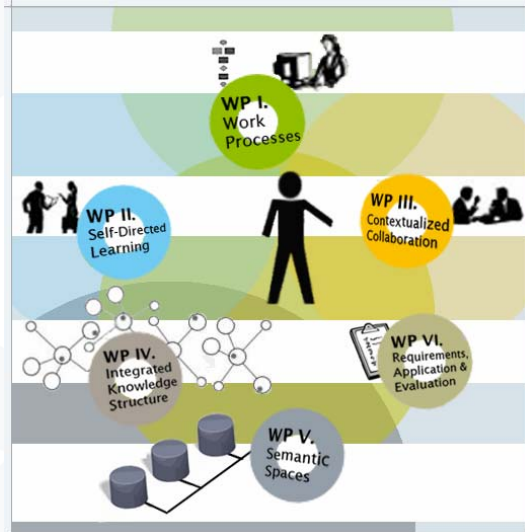 WP I.
Work
Processes
WP II.
Self-Directed
Learning
WP III.
Contextualized
Collaboration
WP IV.
Integrated
Knowledge
Structure
WP VI.
Requirements,
Application &
Evaluation
WP V.
Semantic
Spaces